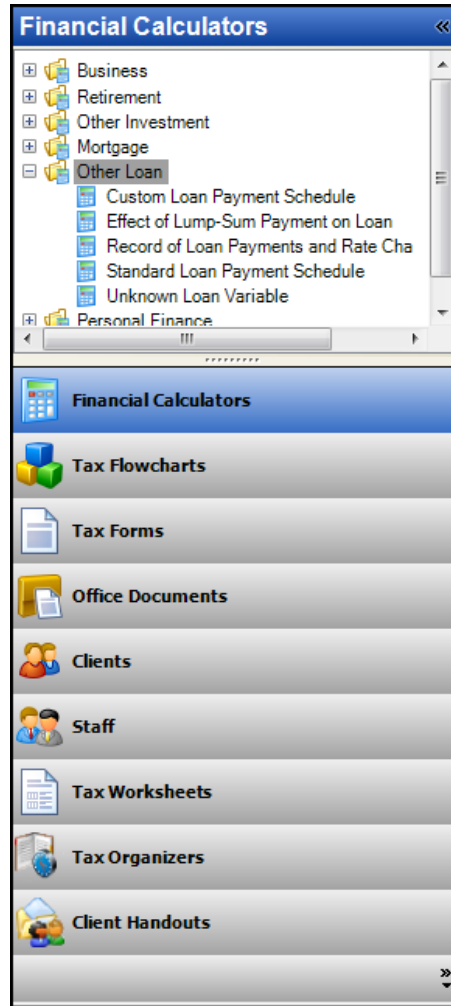 Financial Calculators
Business
Retirement
Other Investment
Mortgage
Other Loan
Custom Loan Payment Schedule
Effect of Lump-Sum Payment on Loan
Record of Loan Payments and Rate Cha
Standard Loan Payment Schedule
Unknown Loan Variable
Personal Finance
Financial Calculators
Tax Flowcharts
Tax Forms
Office Documents
Clients
Staff
Tax Worksheets
Tax Organizers
Client Handouts